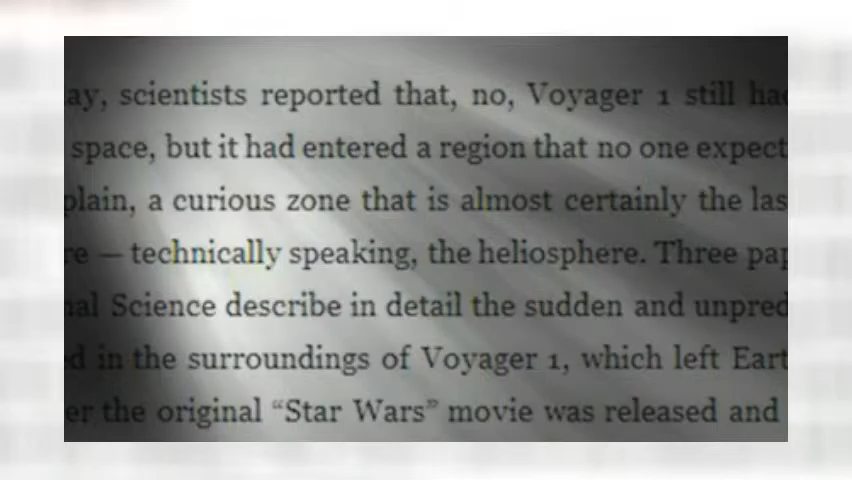 ay, scientists reported that, no, Voyager 1 still had
space, but it had entered a region that no one expect
plain, a curious zone that is almost certainly the las
re — technically speaking, the heliosphere. Three pap
nal Science describe in detail the sudden and unpred
ed in the surroundings of Voyager 1, which left Eart
er the original “Star Wars” movie was released and